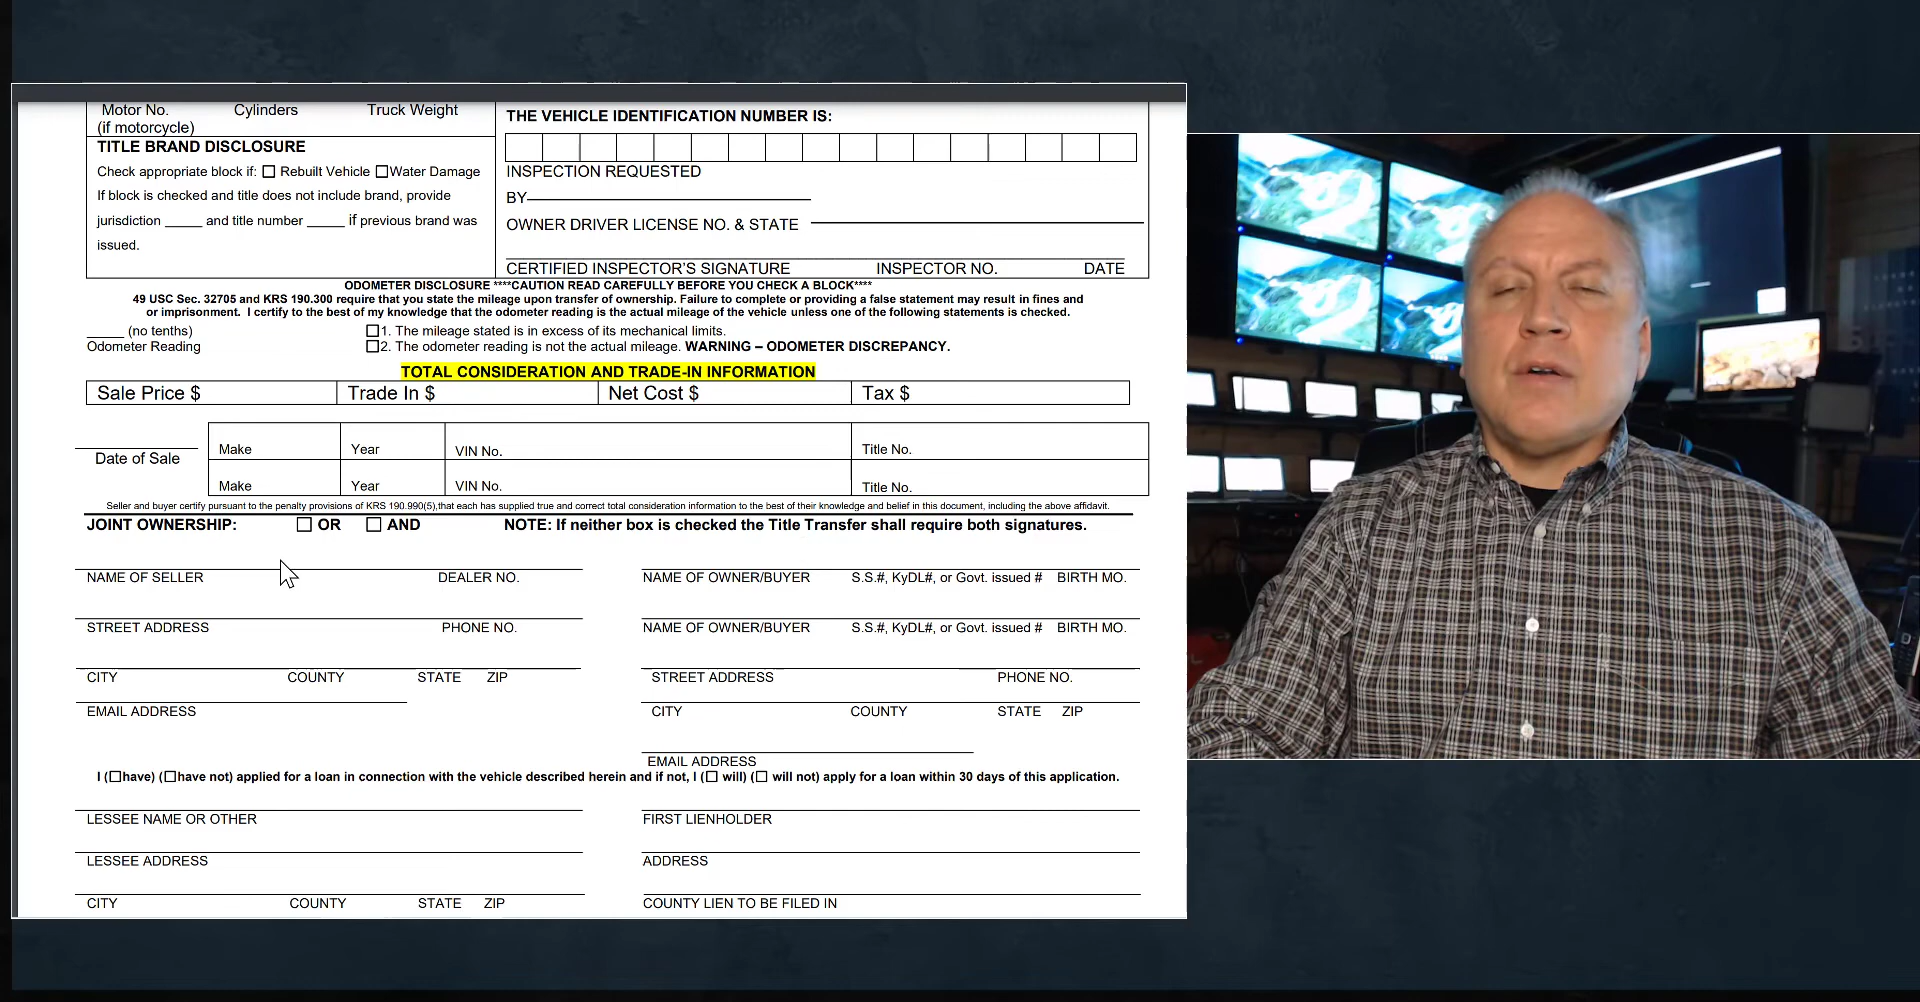 Motor No. Cylinders Truck Weight
(if motorcycle)
TITLE BRAND DISCLOSURE
Check appropriate block if: ☐ Rebuilt Vehicle ☐Water Damage
If block is checked and title does not include brand, provide
jurisdiction _____ and title number _____ if previous brand was
issued.
THE VEHICLE IDENTIFICATION NUMBER IS:
INSPECTION REQUESTED
BY
OWNER DRIVER LICENSE NO. & STATE
CERTIFIED INSPECTOR'S SIGNATURE INSPECTOR NO. DATE
ODOMETER DISCLOSURE ****CAUTION READ CAREFULLY BEFORE YOU CHECK A BLOCK****
49 USC Sec. 32705 and KRS 190.300 require that you state the mileage upon transfer of ownership. Failure to complete or providing a false statement may result in fines and
or imprisonment. I certify to the best of my knowledge that the odometer reading is the actual mileage of the vehicle unless one of the following statements is checked.
_____ (no tenths) ☐1. The mileage stated is in excess of its mechanical limits.
Odometer Reading ☐2. The odometer reading is not the actual mileage. WARNING – ODOMETER DISCREPANCY.
TOTAL CONSIDERATION AND TRADE-IN INFORMATION
Sale Price $ Trade In $ Net Cost $ Tax $
Date of Sale
Make Year VIN No. Title No.
Make Year VIN No. Title No.
Seller and buyer certify pursuant to the penalty provisions of KRS 190.990(5),that each has supplied true and correct total consideration information to the best of their knowledge and belief in this document, including the above affidavit.
JOINT OWNERSHIP: ☐ OR ☐ AND NOTE: If neither box is checked the Title Transfer shall require both signatures.
NAME OF SELLER DEALER NO. NAME OF OWNER/BUYER S.S.#, KyDL#, or Govt. issued # BIRTH MO.
STREET ADDRESS PHONE NO. NAME OF OWNER/BUYER S.S.#, KyDL#, or Govt. issued # BIRTH MO.
CITY COUNTY STATE ZIP STREET ADDRESS PHONE NO.
EMAIL ADDRESS CITY COUNTY STATE ZIP
EMAIL ADDRESS
I (☐have) (☐have not) applied for a loan in connection with the vehicle described herein and if not, I (☐ will) (☐ will not) apply for a loan within 30 days of this application.
LESSEE NAME OR OTHER FIRST LIENHOLDER
LESSEE ADDRESS ADDRESS
CITY COUNTY STATE ZIP COUNTY LIEN TO BE FILED IN